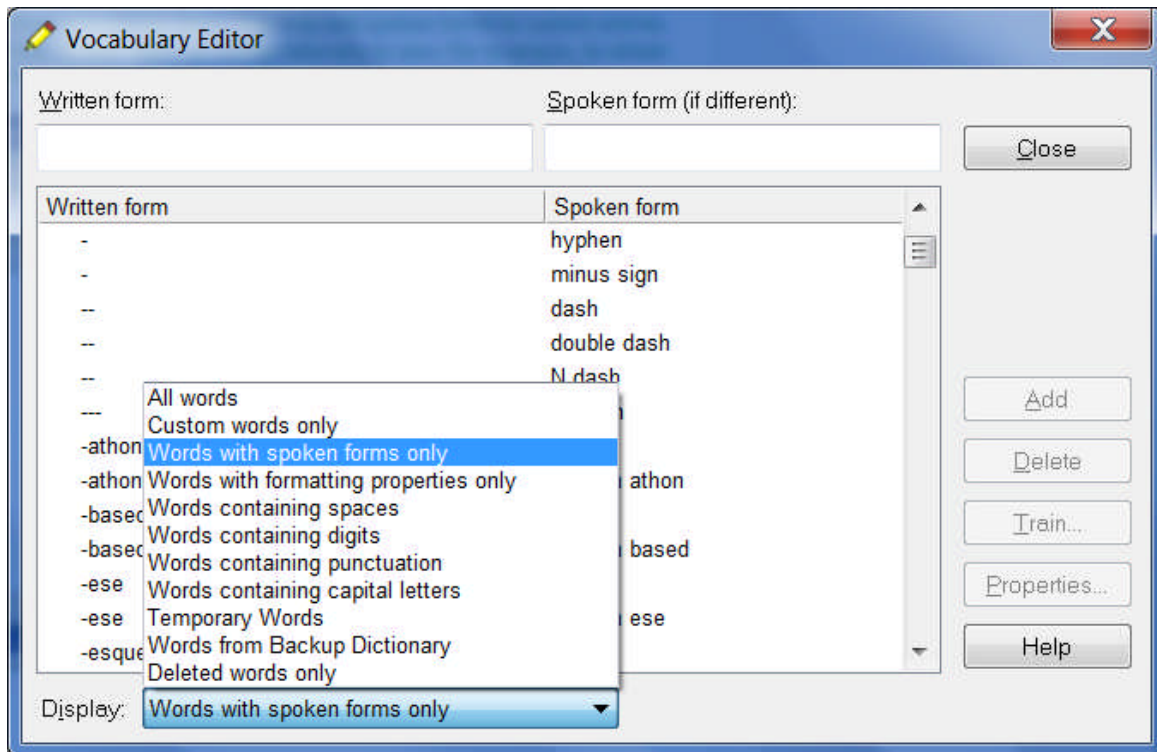 Vocabulary Editor
X
Written form:
Spoken form (if different):
Close
Written form
Spoken form
- hyphen
- minus sign
-- dash
-- double dash
-- N dash
---
-athon
-athon athon
-based
-based based
-ese
-ese ese
-esque
All words
Custom words only
Words with spoken forms only
Words with formatting properties only
Words containing spaces
Words containing digits
Words containing punctuation
Words containing capital letters
Temporary Words
Words from Backup Dictionary
Deleted words only
Display: Words with spoken forms only
Add
Delete
Train...
Properties...
Help